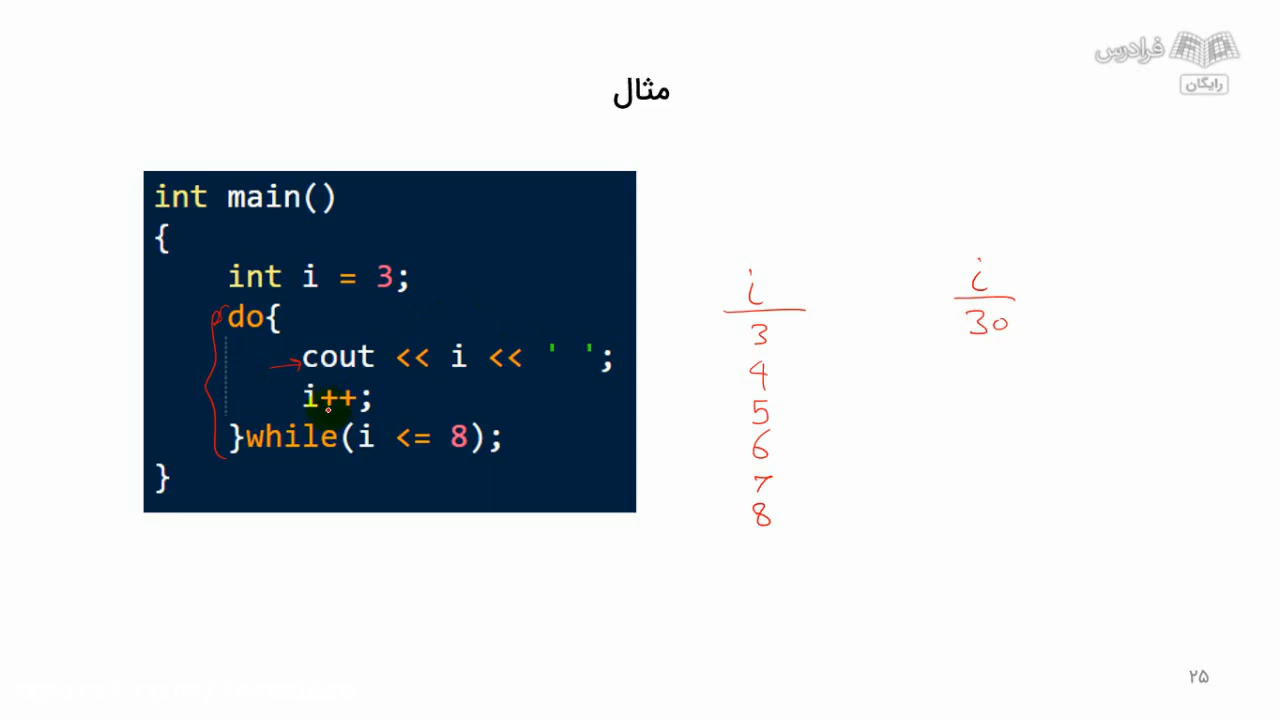 فرادرس
رایگان
مثال
int main()
{
    int i = 3;
    do{
        cout << i << ' ';
        i++;
    }while(i <= 8);
}
i
3
4
5
6
7
8
i
30
۲۵